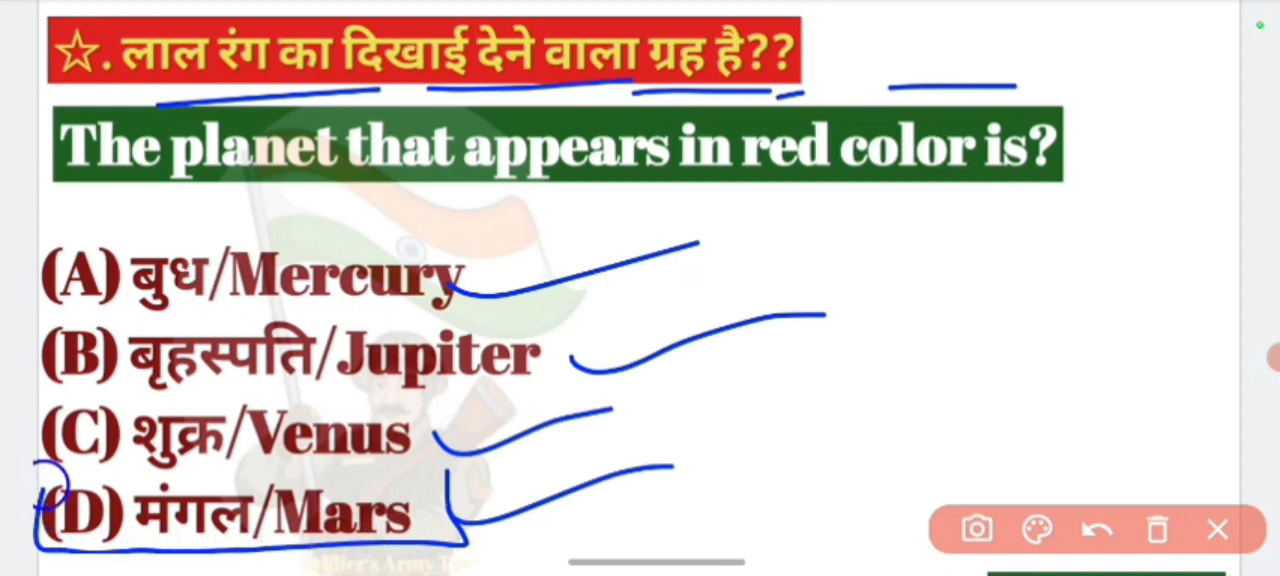 ☆. लाल रंग का दिखाई देने वाला ग्रह है??
The planet that appears in red color is?
(A) बुध/Mercury
(B) बृहस्पति/Jupiter
(C) शुक्र/Venus
(D) मंगल/Mars